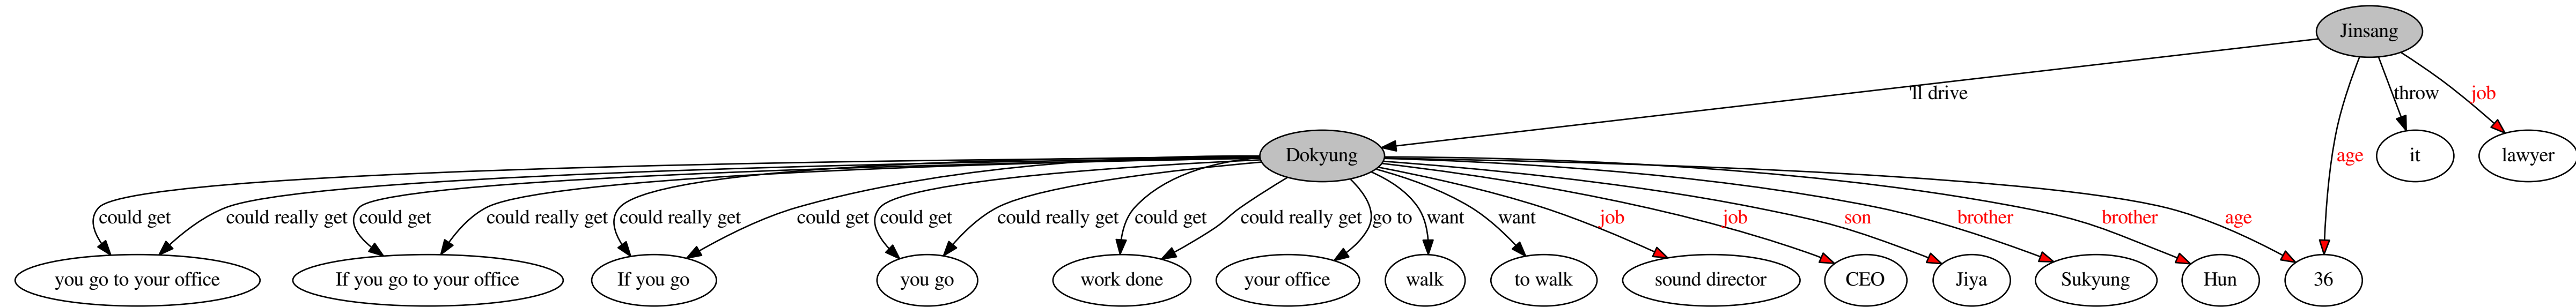 Jinsang
'll drive
throw
job
Dokyung
age
it
lawyer
could get
could really get
could get
could really get
could really get
could get
could get
could really get
could get
could really get
go to
want
want
job
job
son
brother
brother
age
you go to your office
If you go to your office
If you go
you go
work done
your office
walk
to walk
sound director
CEO
Jiya
Sukyung
Hun
36